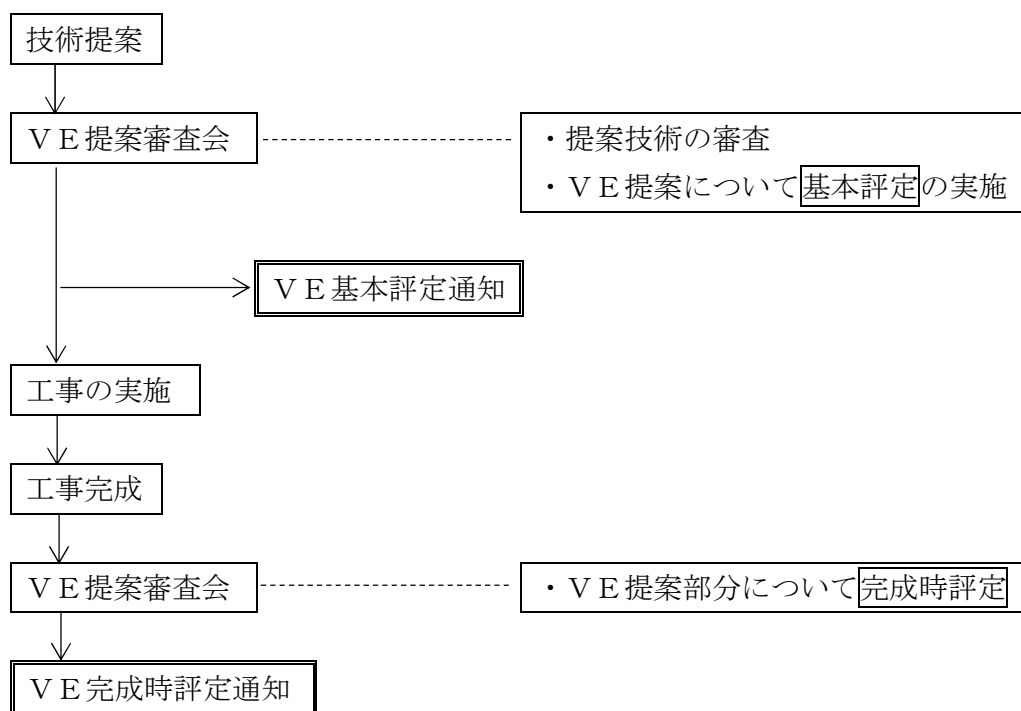 技術提案
ＶＥ提案審査会
・提案技術の審査
・ＶＥ提案について基本評定の実施
ＶＥ基本評定通知
工事の実施
工事完成
ＶＥ提案審査会
・ＶＥ提案部分について完成時評定
ＶＥ完成時評定通知